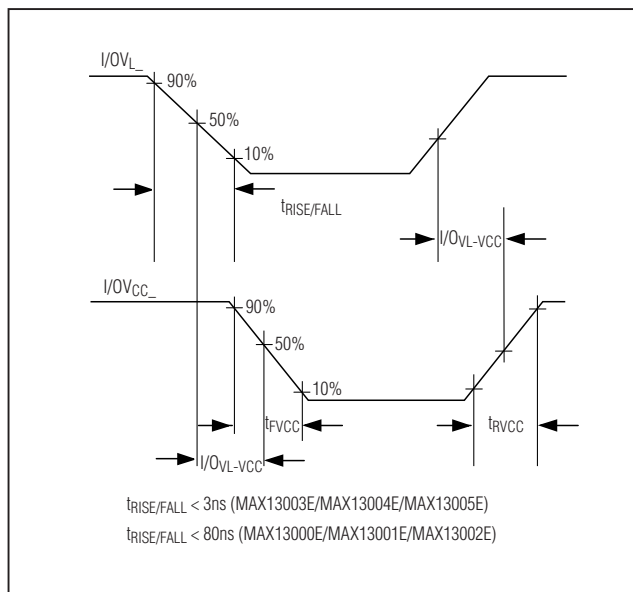 I/OVL_
90%
50%
10%
tRISE/FALL
I/OVL-VCC
I/OVCC_
90%
50%
10%
tFVCC
tRVCC
I/OVL-VCC
tRISE/FALL < 3ns (MAX13003E/MAX13004E/MAX13005E)
tRISE/FALL < 80ns (MAX13000E/MAX13001E/MAX13002E)